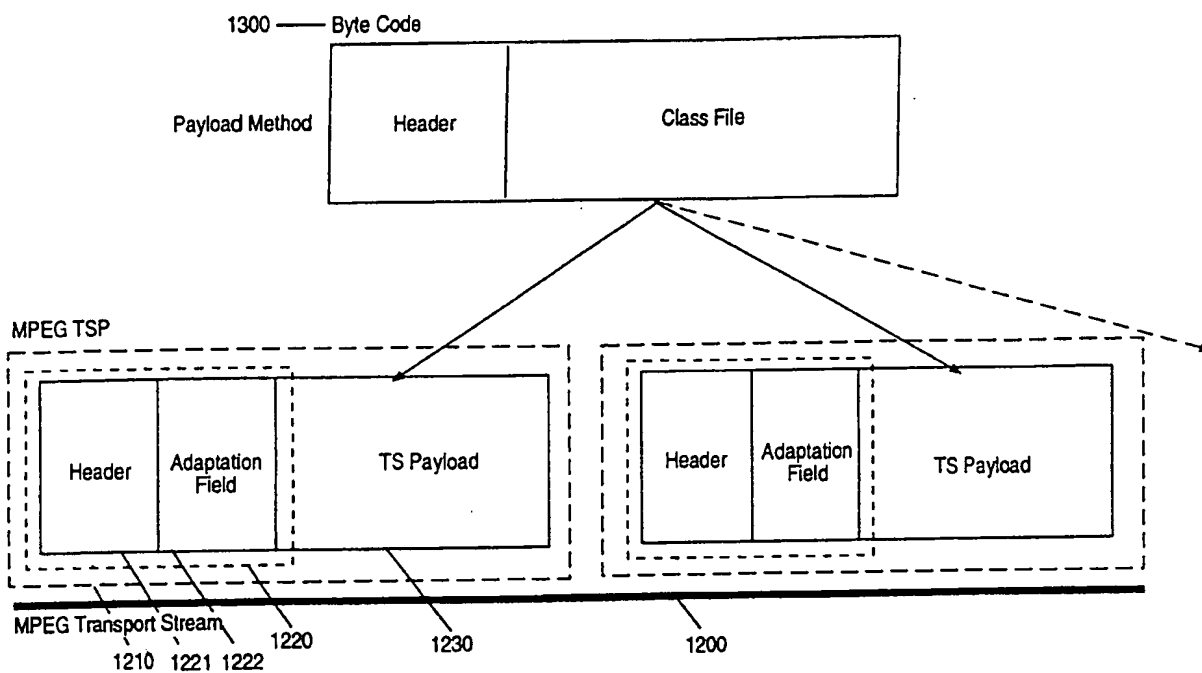 1300 Byte Code
Payload Method
Header
Class File
MPEG TSP
Header
Adaptation
Field
TS Payload
Header
Adaptation
Field
TS Payload
MPEG Transport Stream
1210
1221
1222
1220
1230
1200